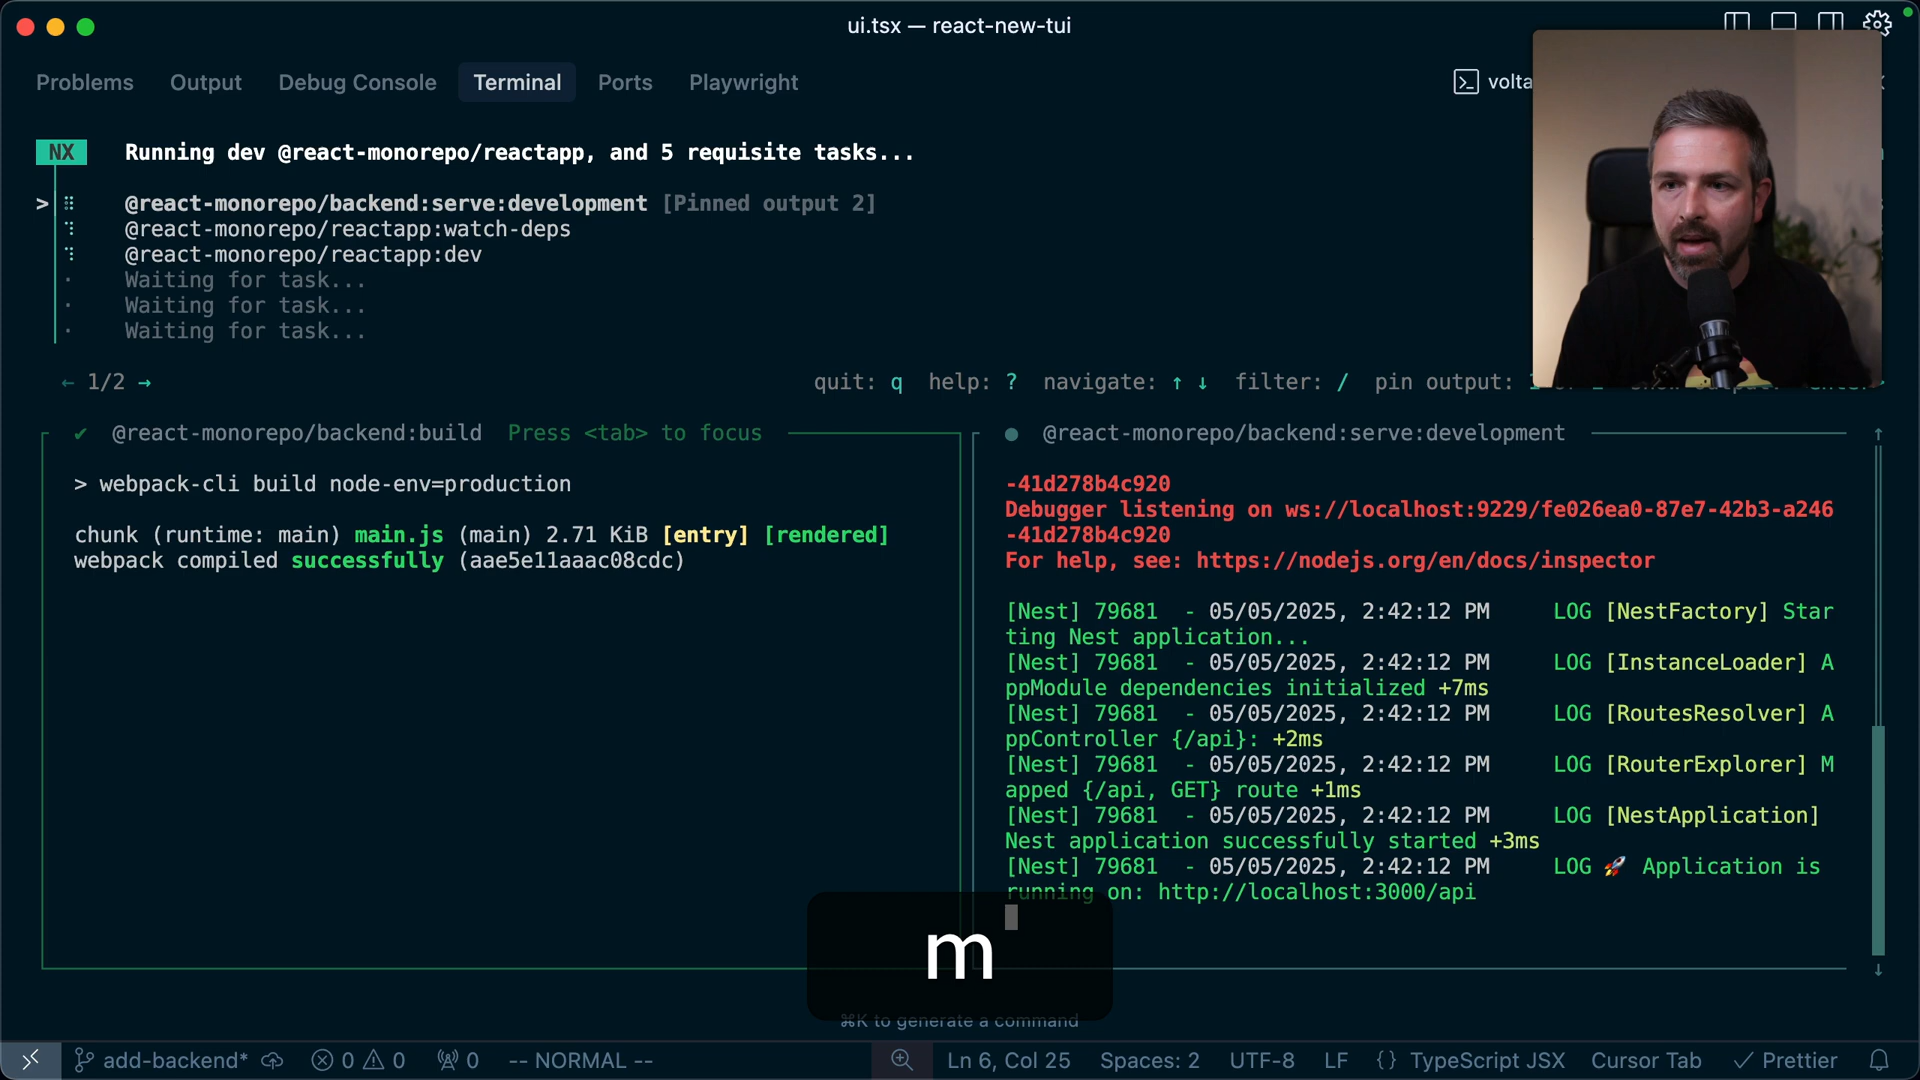 ui.tsx — react-new-tui
Problems Output Debug Console Terminal Ports Playwright
volta
NX Running dev @react-monorepo/reactapp, and 5 requisite tasks...
> @react-monorepo/backend:serve:development [Pinned output 2]
@react-monorepo/reactapp:watch-deps
@react-monorepo/reactapp:dev
· Waiting for task...
· Waiting for task...
· Waiting for task...
← 1/2 →
quit: q help: ? navigate: ↑ ↓ filter: / pin output:
✔ @react-monorepo/backend:build Press <tab> to focus
> webpack-cli build node-env=production
chunk (runtime: main) main.js (main) 2.71 KiB [entry] [rendered]
webpack compiled successfully (aae5e11aaac08cdc)
● @react-monorepo/backend:serve:development
-41d278b4c920
Debugger listening on ws://localhost:9229/fe026ea0-87e7-42b3-a246
-41d278b4c920
For help, see: https://nodejs.org/en/docs/inspector
[Nest] 79681 - 05/05/2025, 2:42:12 PM LOG [NestFactory] Star
ting Nest application...
[Nest] 79681 - 05/05/2025, 2:42:12 PM LOG [InstanceLoader] A
ppModule dependencies initialized +7ms
[Nest] 79681 - 05/05/2025, 2:42:12 PM LOG [RoutesResolver] A
ppController {/api}: +2ms
[Nest] 79681 - 05/05/2025, 2:42:12 PM LOG [RouterExplorer] M
apped {/api, GET} route +1ms
[Nest] 79681 - 05/05/2025, 2:42:12 PM LOG [NestApplication]
Nest application successfully started +3ms
[Nest] 79681 - 05/05/2025, 2:42:12 PM LOG 🚀 Application is
running on: http://localhost:3000/api
m
⌘K to generate a command
add-backend* 0 0 0 -- NORMAL -- Ln 6, Col 25 Spaces: 2 UTF-8 LF {} TypeScript JSX Cursor Tab ✓ Prettier